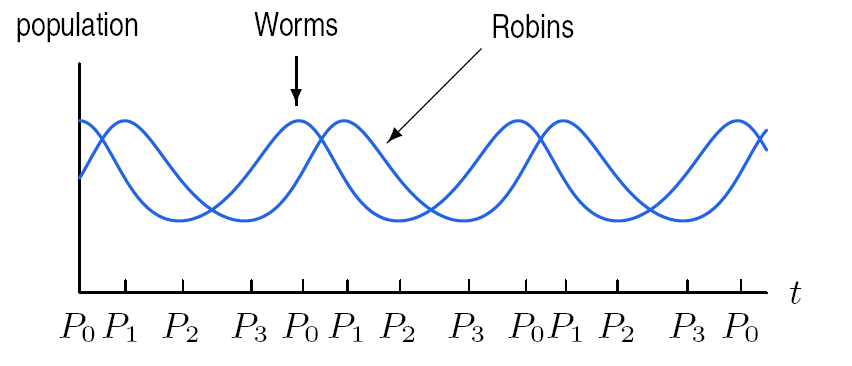 population Worms Robins
t
P₀ P₁ P₂ P₃ P₀ P₁ P₂ P₃ P₀ P₁ P₂ P₃ P₀